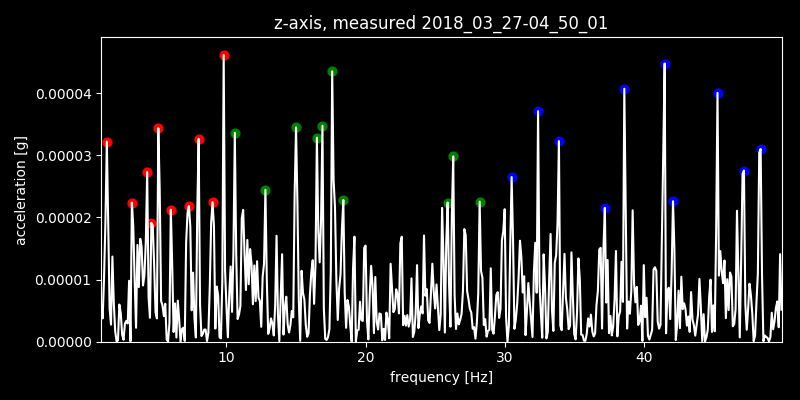 z-axis, measured 2018_03_27-04_50_01
acceleration [g]
0.00004
0.00003
0.00002
0.00001
0.00000
10 20 30 40
frequency [Hz]